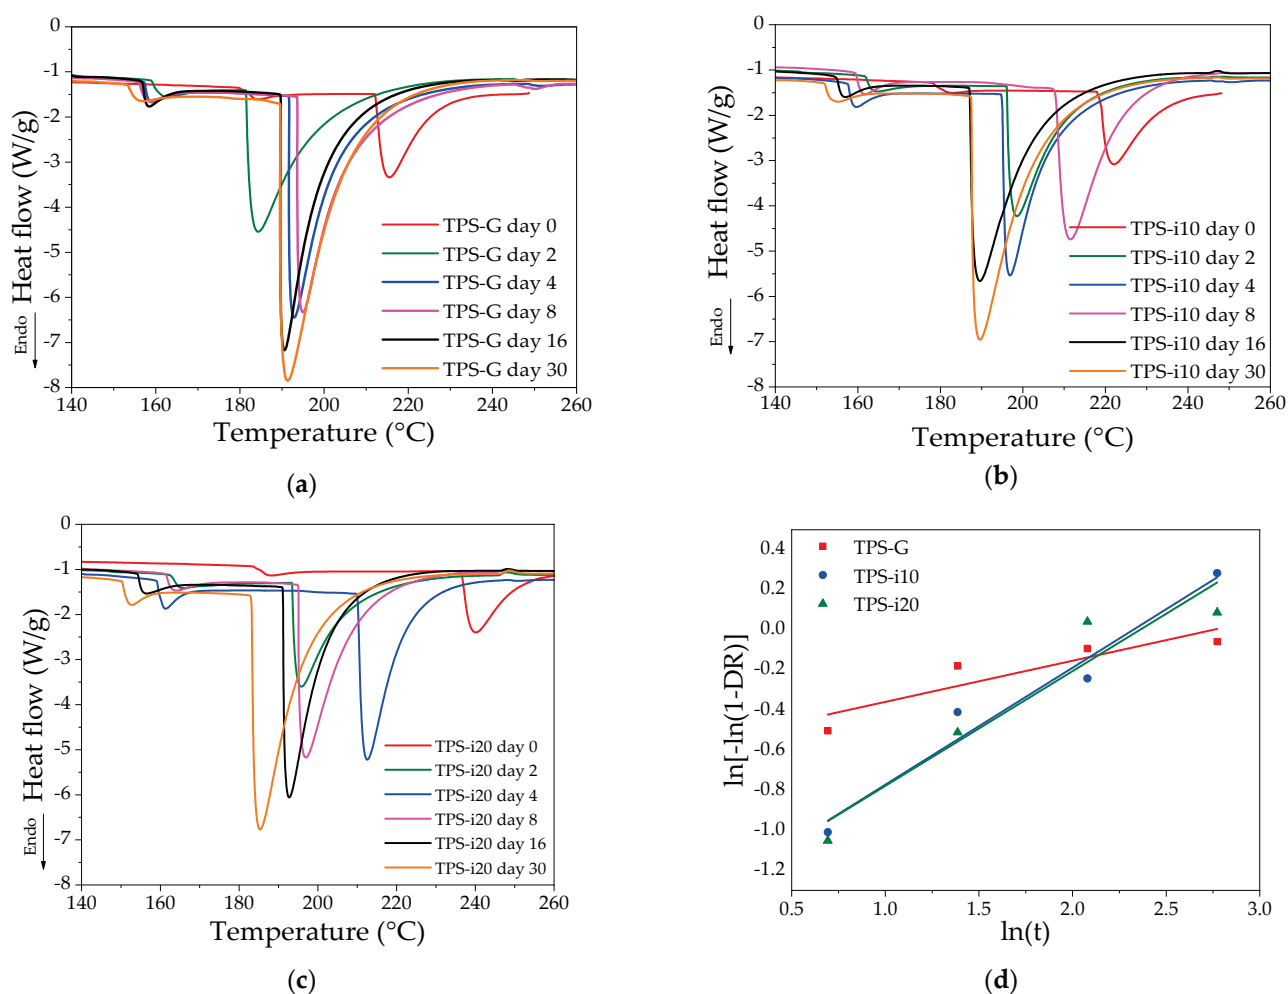 0
-1
-2
-3
-4
-5
-6
-7
-8
Endo Heat flow (W/g)
TPS-G day 0
TPS-G day 2
TPS-G day 4
TPS-G day 8
TPS-G day 16
TPS-G day 30
140 160 180 200 220 240 260
Temperature (°C)
(a)
0
-1
-2
-3
-4
-5
-6
-7
-8
Endo Heat flow (W/g)
TPS-i10 day 0
TPS-i10 day 2
TPS-i10 day 4
TPS-i10 day 8
TPS-i10 day 16
TPS-i10 day 30
140 160 180 200 220 240 260
Temperature (°C)
(b)
0
-1
-2
-3
-4
-5
-6
-7
-8
Endo Heat flow (W/g)
TPS-i20 day 0
TPS-i20 day 2
TPS-i20 day 4
TPS-i20 day 8
TPS-i20 day 16
TPS-i20 day 30
140 160 180 200 220 240 260
Temperature (°C)
(c)
TPS-G
TPS-i10
TPS-i20
0.4
0.2
0.0
-0.2
-0.4
-0.6
-0.8
-1.0
-1.2
ln[-ln(1-DR)]
0.5 1.0 1.5 2.0 2.5 3.0
ln(t)
(d)